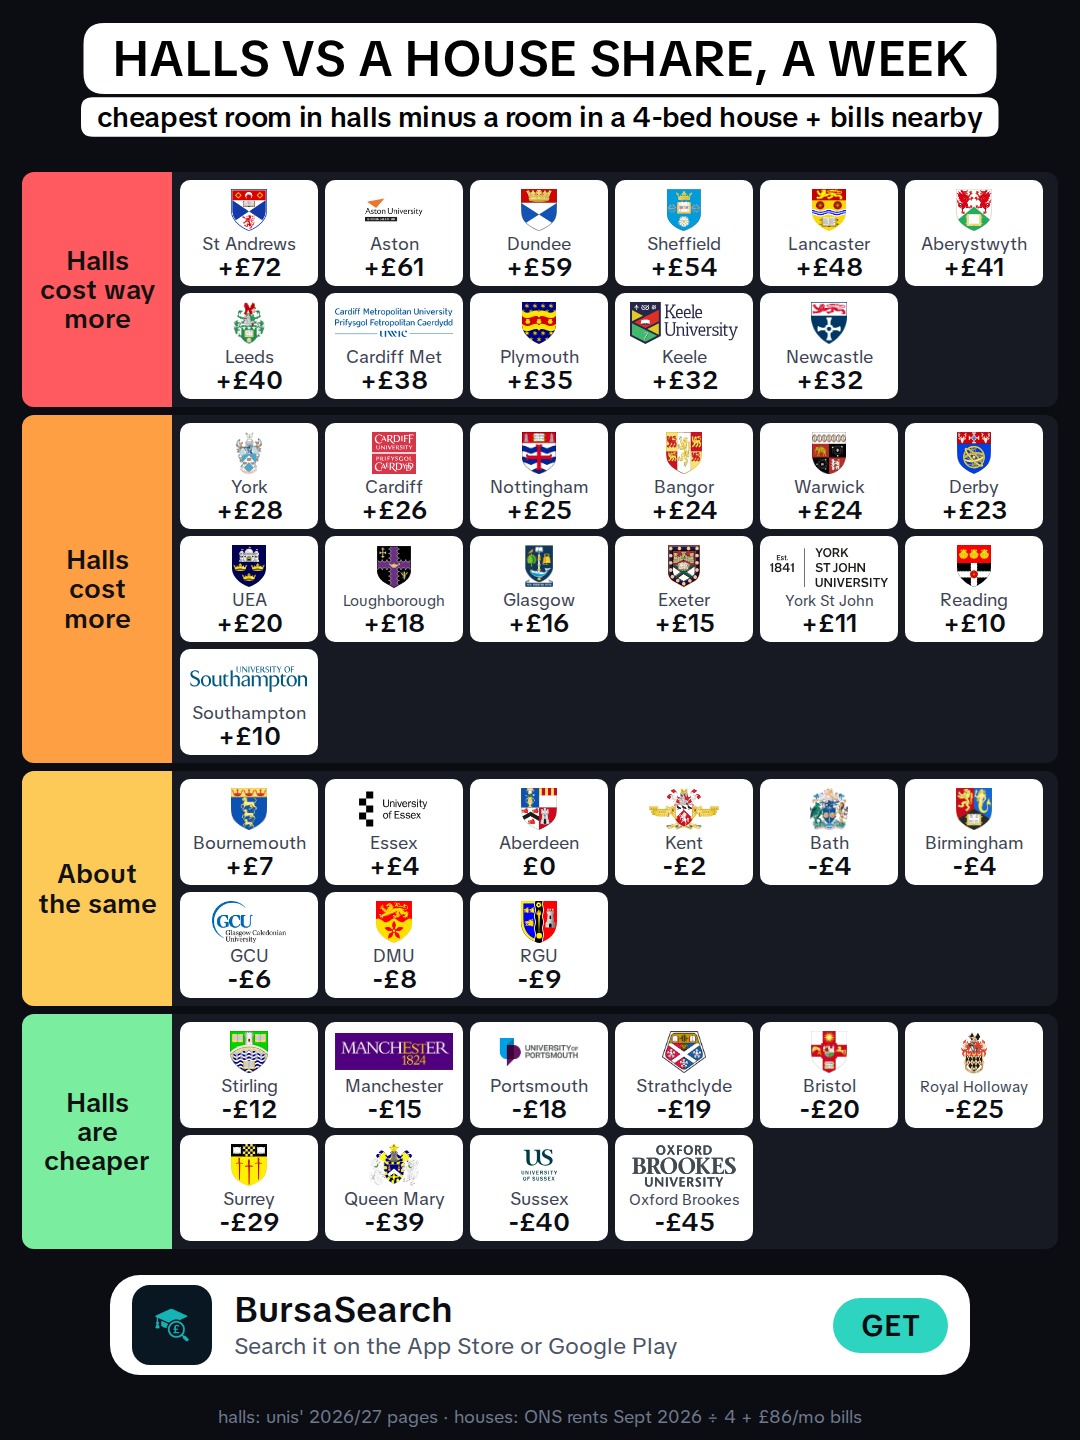 HALLS VS A HOUSE SHARE, A WEEK
cheapest room in halls minus a room in a 4-bed house + bills nearby
Halls
cost way
more
St Andrews
+£72
Aston University
Aston
+£61
Dundee
+£59
Sheffield
+£54
Lancaster
+£48
Aberystwyth
+£41
Leeds
+£40
Cardiff Metropolitan University
Prifysgol Fetropolitan Caerdydd
UWIC
Cardiff Met
+£38
Plymouth
+£35
Keele
University
Keele
+£32
Newcastle
+£32
Halls
cost
more
York
+£28
CARDIFF
UNIVERSITY
PRIFYSGOL
CAERDYDD
Cardiff
+£26
Nottingham
+£25
Bangor
+£24
Warwick
+£24
Derby
+£23
UEA
+£20
Loughborough
+£18
Glasgow
+£16
Exeter
+£15
Est.
1841
YORK
ST JOHN
UNIVERSITY
York St John
+£11
Reading
+£10
UNIVERSITY OF
Southampton
Southampton
+£10
About
the same
Bournemouth
+£7
University
of Essex
Essex
+£4
Aberdeen
£0
Kent
-£2
Bath
-£4
Birmingham
-£4
GCU
Glasgow Caledonian
University
GCU
-£6
DMU
-£8
RGU
-£9
Halls
are
cheaper
Stirling
-£12
MANCHESTER
1824
Manchester
-£15
UNIVERSITY OF
PORTSMOUTH
Portsmouth
-£18
Strathclyde
-£19
Bristol
-£20
Royal Holloway
-£25
Surrey
-£29
Queen Mary
-£39
US
UNIVERSITY
OF SUSSEX
Sussex
-£40
OXFORD
BROOKES
UNIVERSITY
Oxford Brookes
-£45
BursaSearch
Search it on the App Store or Google Play
GET
halls: unis' 2026/27 pages · houses: ONS rents Sept 2026 ÷ 4 + £86/mo bills